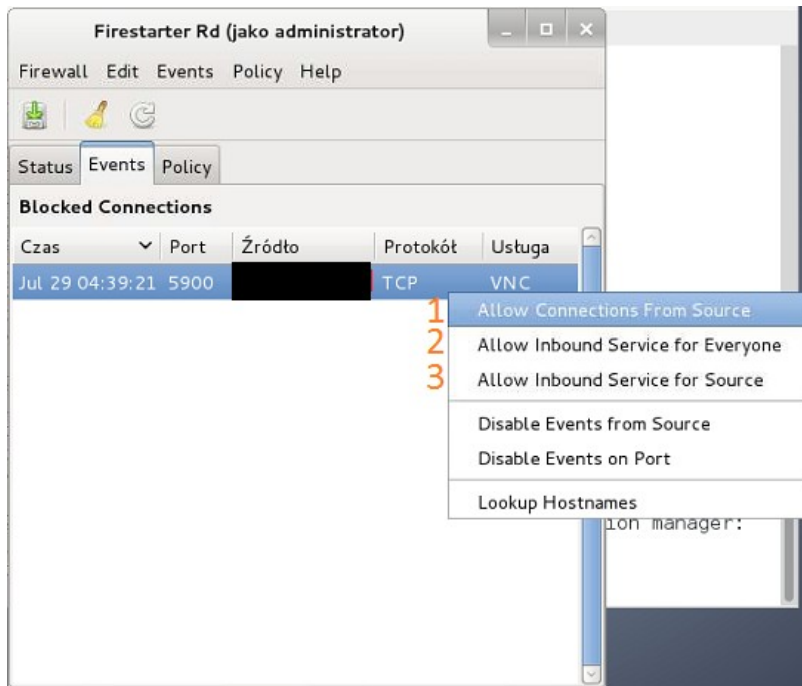 Firestarter Rd (jako administrator)
Firewall Edit Events Policy Help
Status Events Policy
Blocked Connections
Czas Port Źródło Protokół Usługa
Jul 29 04:39:21 5900 TCP VNC
1 Allow Connections From Source
2 Allow Inbound Service for Everyone
3 Allow Inbound Service for Source
Disable Events from Source
Disable Events on Port
Lookup Hostnames
ion manager: